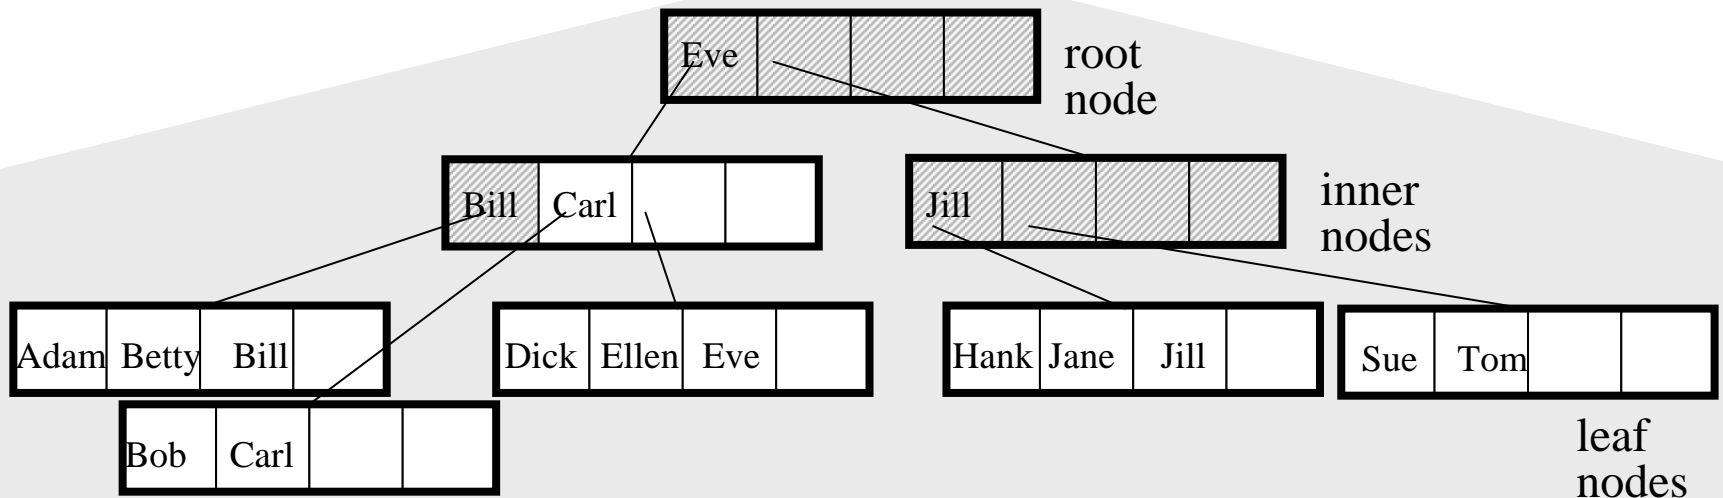 Eve
root
node
Bill Carl
Jill
inner
nodes
Adam Betty Bill
Dick Ellen Eve
Hank Jane Jill
Sue Tom
Bob Carl
leaf
nodes